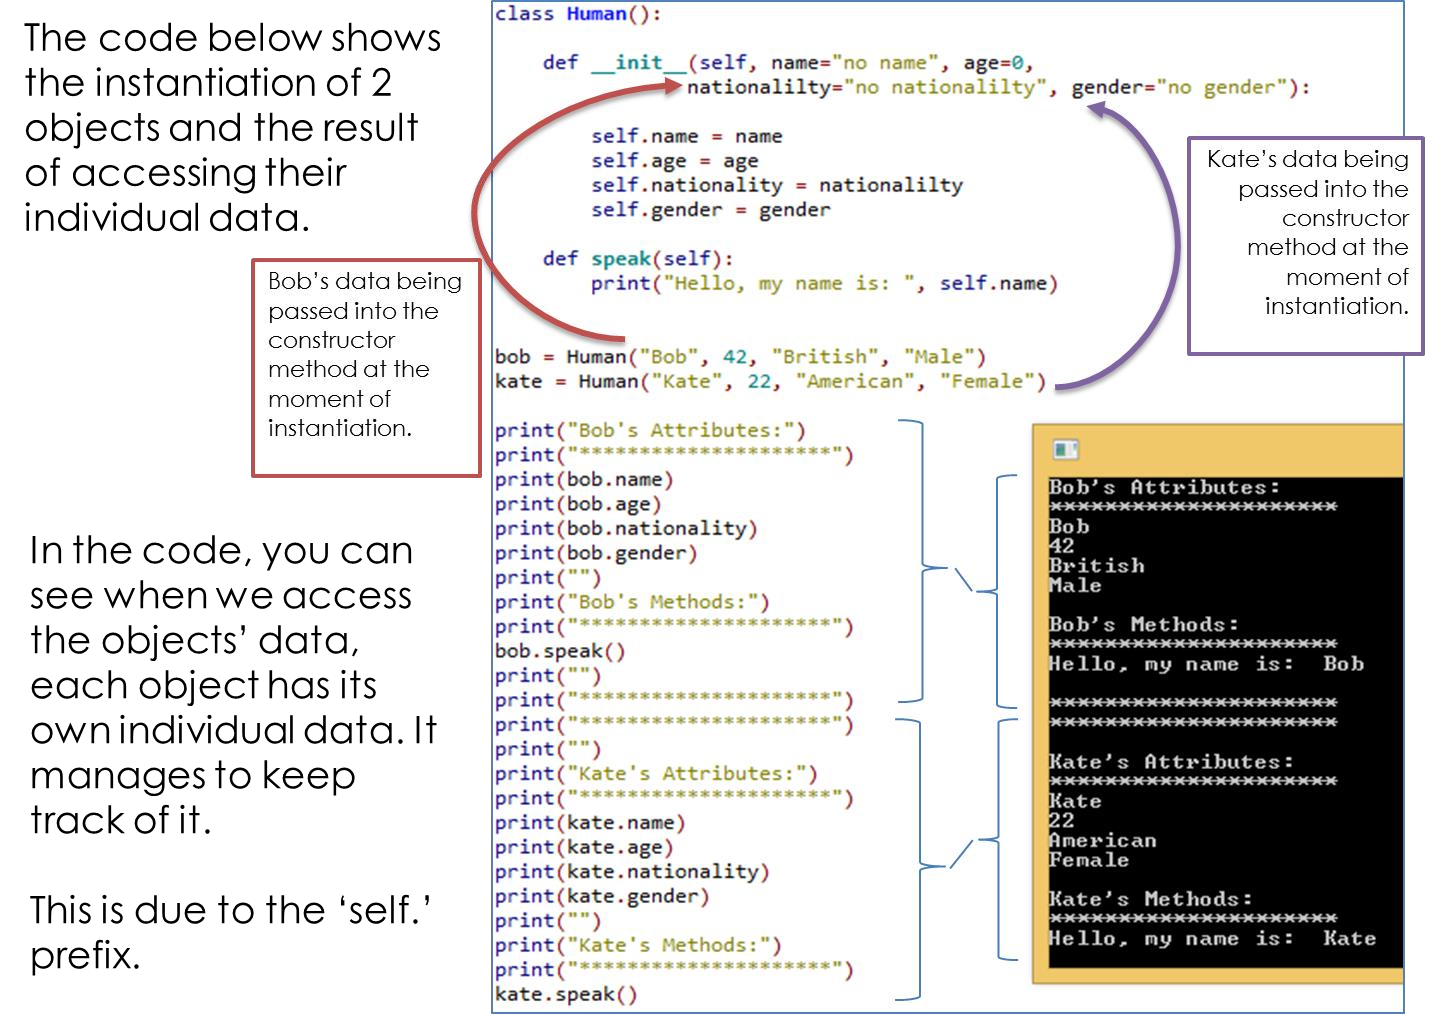 The code below shows
the instantiation of 2
objects and the result
of accessing their
individual data.
Bob's data being
passed into the
constructor
method at the
moment of
instantiation.
In the code, you can
see when we access
the objects' data,
each object has its
own individual data. It
manages to keep
track of it.
This is due to the 'self.'
prefix.
class Human():
def __init__(self, name="no name", age=0,
nationalilty="no nationalilty", gender="no gender"):
self.name = name
self.age = age
self.nationality = nationalilty
self.gender = gender
def speak(self):
print("Hello, my name is: ", self.name)
bob = Human("Bob", 42, "British", "Male")
kate = Human("Kate", 22, "American", "Female")
print("Bob's Attributes:")
print("*********************")
print(bob.name)
print(bob.age)
print(bob.nationality)
print(bob.gender)
print("")
print("Bob's Methods:")
print("*********************")
bob.speak()
print("")
print("*********************")
print("*********************")
print("")
print("Kate's Attributes:")
print("*********************")
print(kate.name)
print(kate.age)
print(kate.nationality)
print(kate.gender)
print("")
print("Kate's Methods:")
print("*********************")
kate.speak()
Kate's data being
passed into the
constructor
method at the
moment of
instantiation.
Bob's Attributes:
*********************
Bob
42
British
Male
Bob's Methods:
*********************
Hello, my name is:  Bob
*********************
*********************
Kate's Attributes:
*********************
Kate
22
American
Female
Kate's Methods:
*********************
Hello, my name is:  Kate